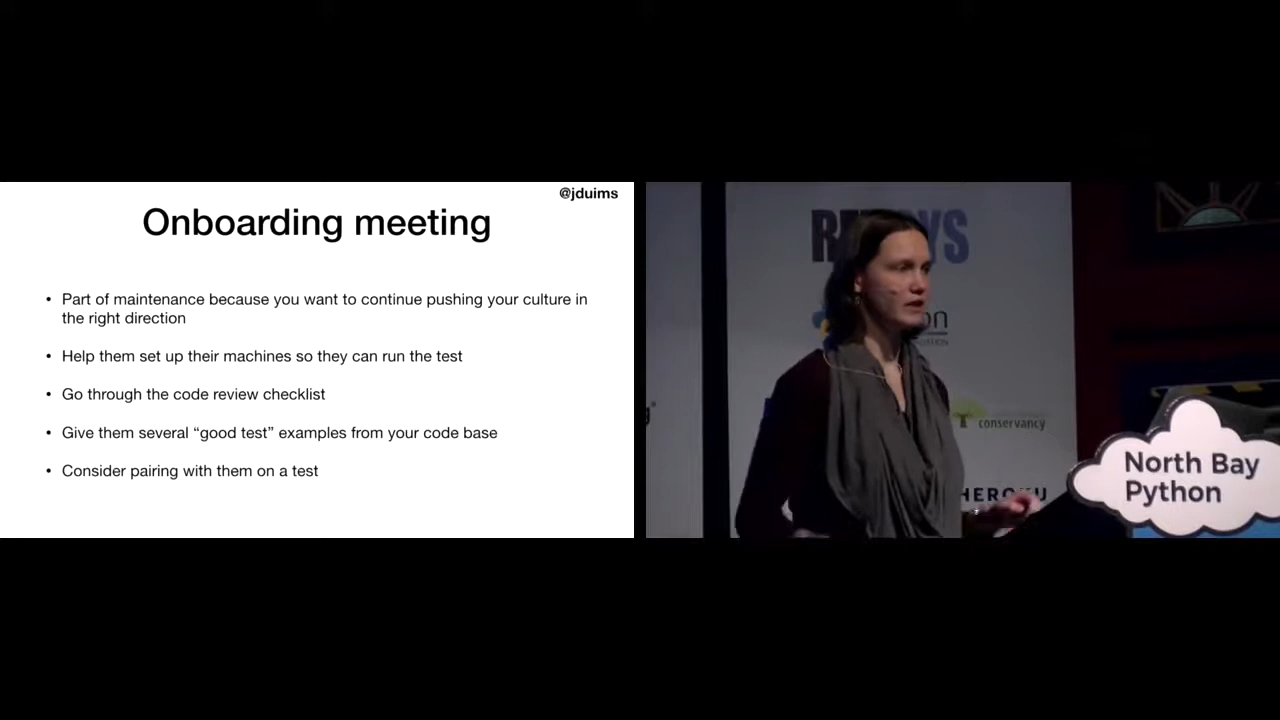 @jduims
Onboarding meeting
• Part of maintenance because you want to continue pushing your culture in
the right direction
• Help them set up their machines so they can run the test
• Go through the code review checklist
• Give them several “good test” examples from your code base
• Consider pairing with them on a test
conservancy
HEROKU
North Bay
Python